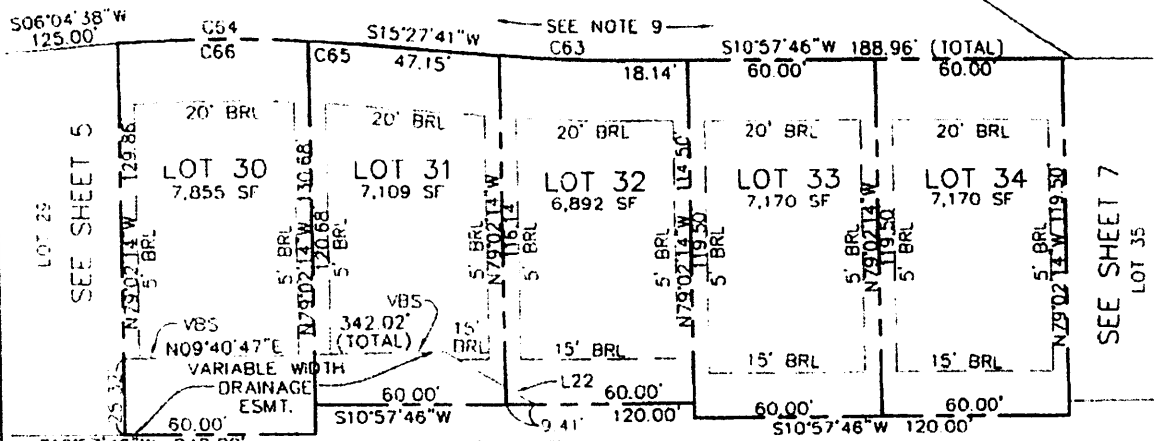 S06°04'38"W
125.00'
C64
C66
C65
S15°27'41"W
47.15'
SEE NOTE 9
C63
18.14'
S10°57'46"W 188.96' (TOTAL)
60.00'
60.00'
LOT 29
SEE SHEET 5
N79°02'14"W 129.86
5' BRL
20' BRL
LOT 30
7,855 SF
N79°02'14"W 130.68
120.68
5' BRL
20' BRL
LOT 31
7,109 SF
5' BRL
N79°02'14"W
116.14
5' BRL
20' BRL
LOT 32
6,892 SF
5' BRL
N79°02'14"W 114.50'
119.50
5' BRL
20' BRL
LOT 33
7,170 SF
5' BRL
N79°02'14"W
119.50
5' BRL
20' BRL
LOT 34
7,170 SF
5' BRL
N79°02'14"W 119.50'
SEE SHEET 7
LOT 35
VBS
N09°40'47"E
342.02'
(TOTAL)
VBS
VARIABLE WIDTH
DRAINAGE
ESMT.
15'
BRL
15' BRL
15' BRL
15' BRL
L22
9.41'
60.00'
60.00'
S10°57'46"W
60.00'
120.00'
60.00'
S10°57'46"W
60.00'
120.00'